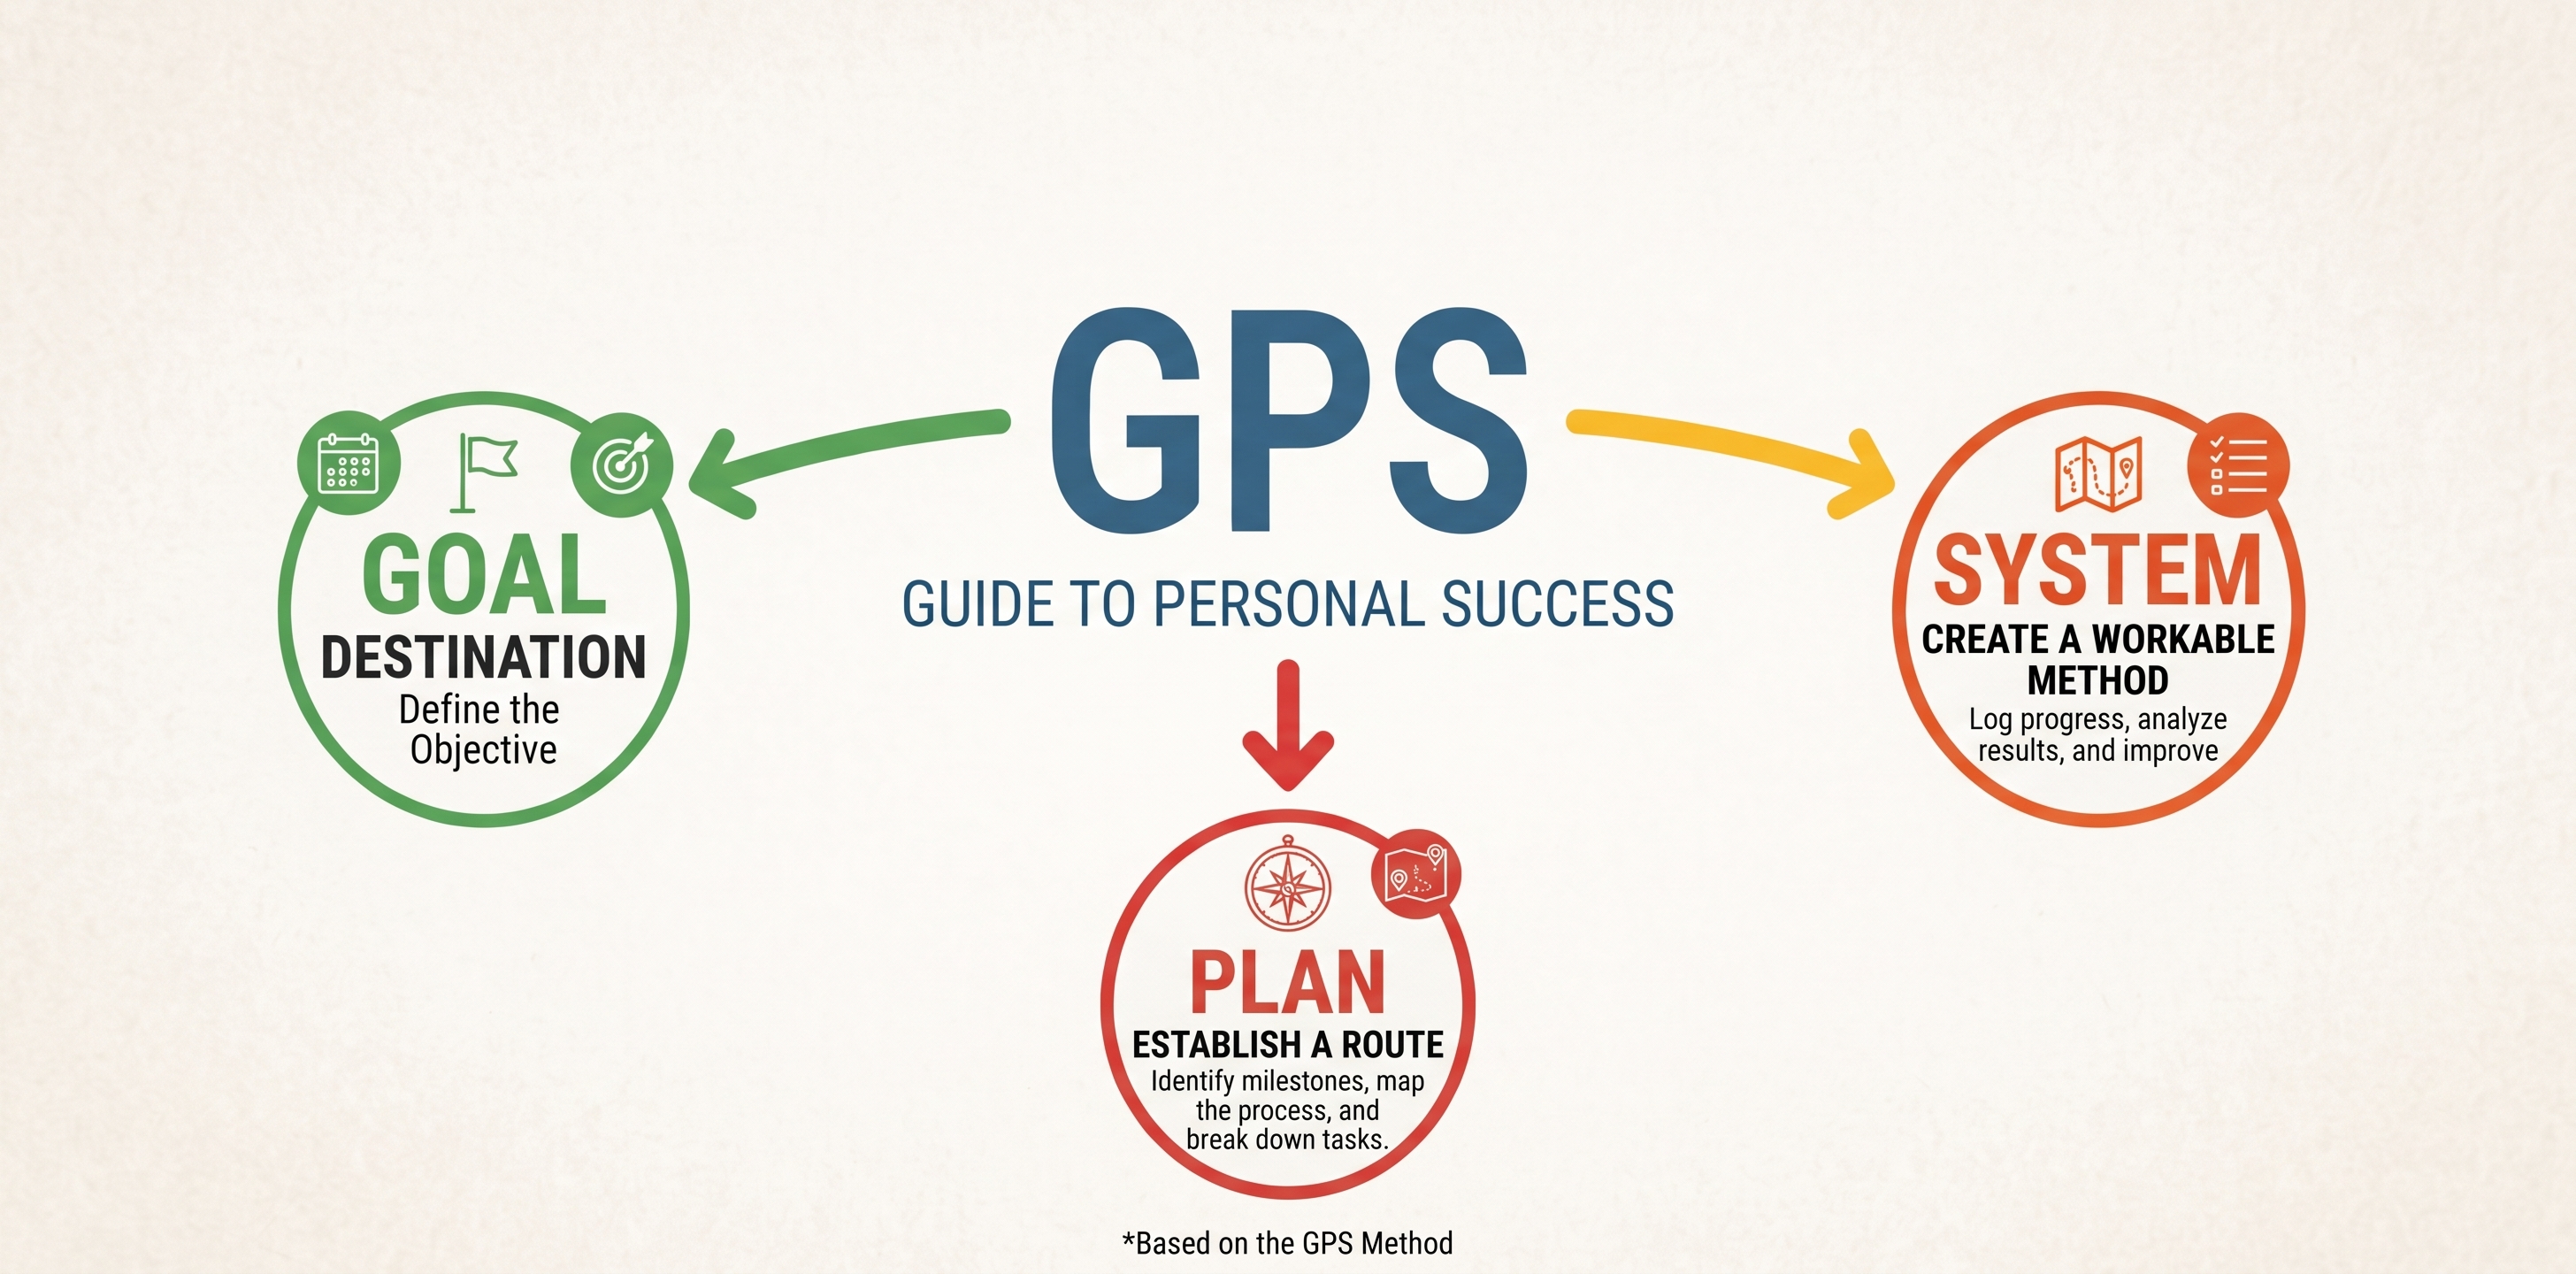 GPS
GUIDE TO PERSONAL SUCCESS
GOAL
DESTINATION
Define the
Objective
PLAN
ESTABLISH A ROUTE
Identify milestones, map
the process, and
break down tasks.
SYSTEM
CREATE A WORKABLE
METHOD
Log progress, analyze
results, and improve
*Based on the GPS Method